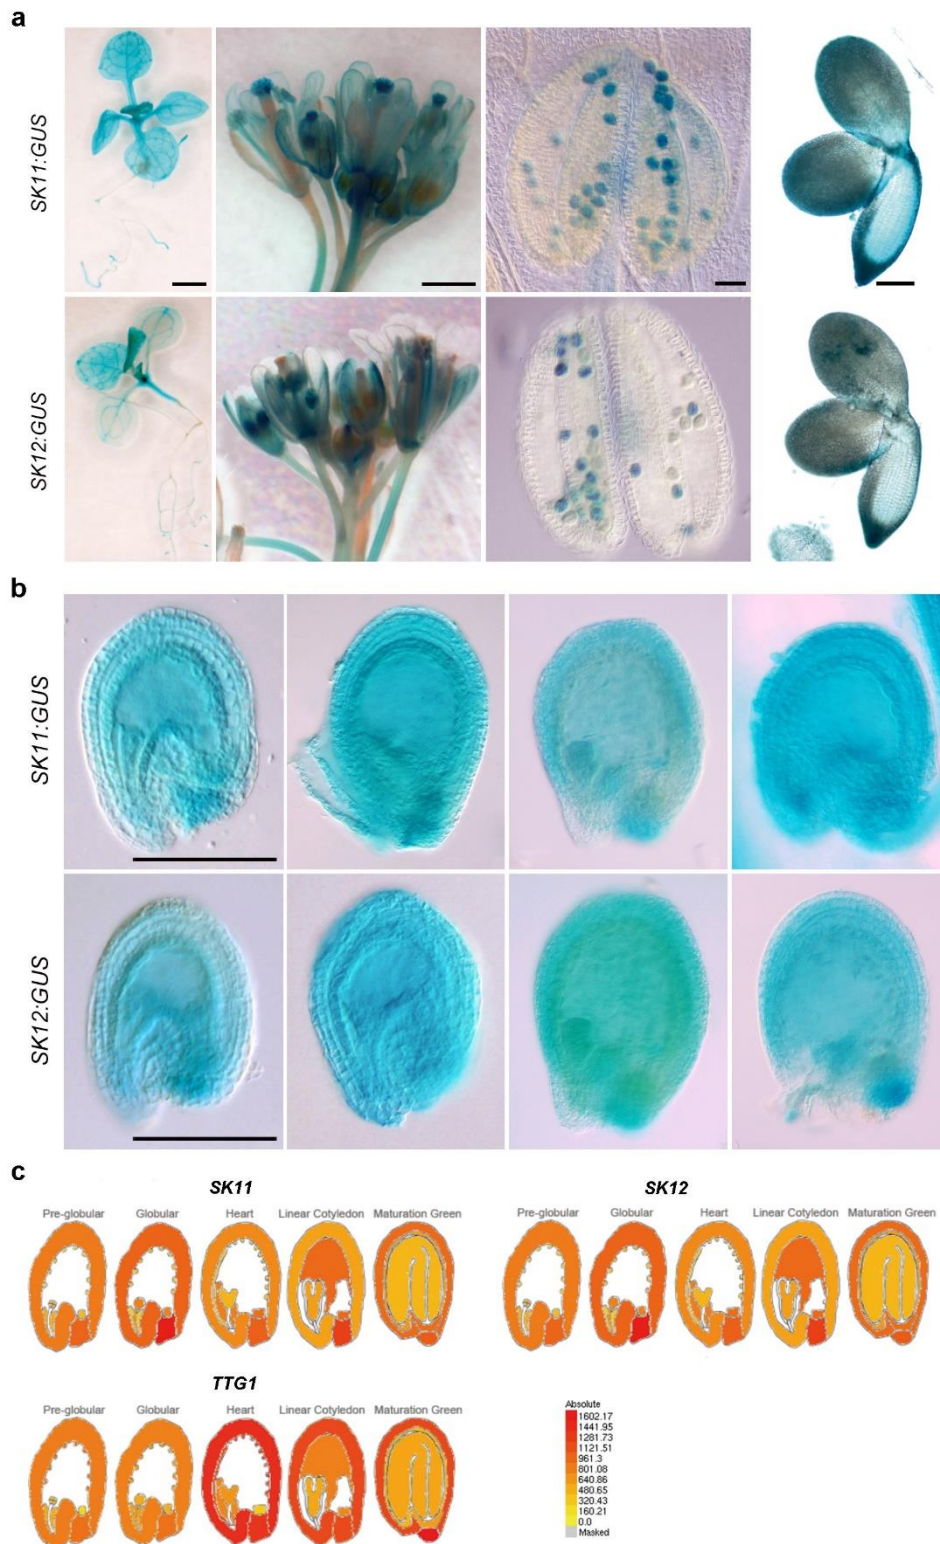 a
SK11:GUS
SK12:GUS
b
SK11:GUS
SK12:GUS
c
SK11
Pre-globular Globular Heart Linear Cotyledon Maturation Green
SK12
Pre-globular Globular Heart Linear Cotyledon Maturation Green
TTG1
Pre-globular Globular Heart Linear Cotyledon Maturation Green
Absolute
1602.17
1441.95
1281.73
1121.51
961.3
801.08
640.86
480.65
320.43
160.21
0.0
Masked